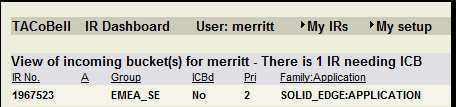 TACoBell IR Dashboard User: merritt My IRs My setup
View of incoming bucket(s) for merritt - There is 1 IR needing ICB
IR No. A Group ICBd Pri Family:Application
1967523 EMEA_SE No 2 SOLID_EDGE:APPLICATION